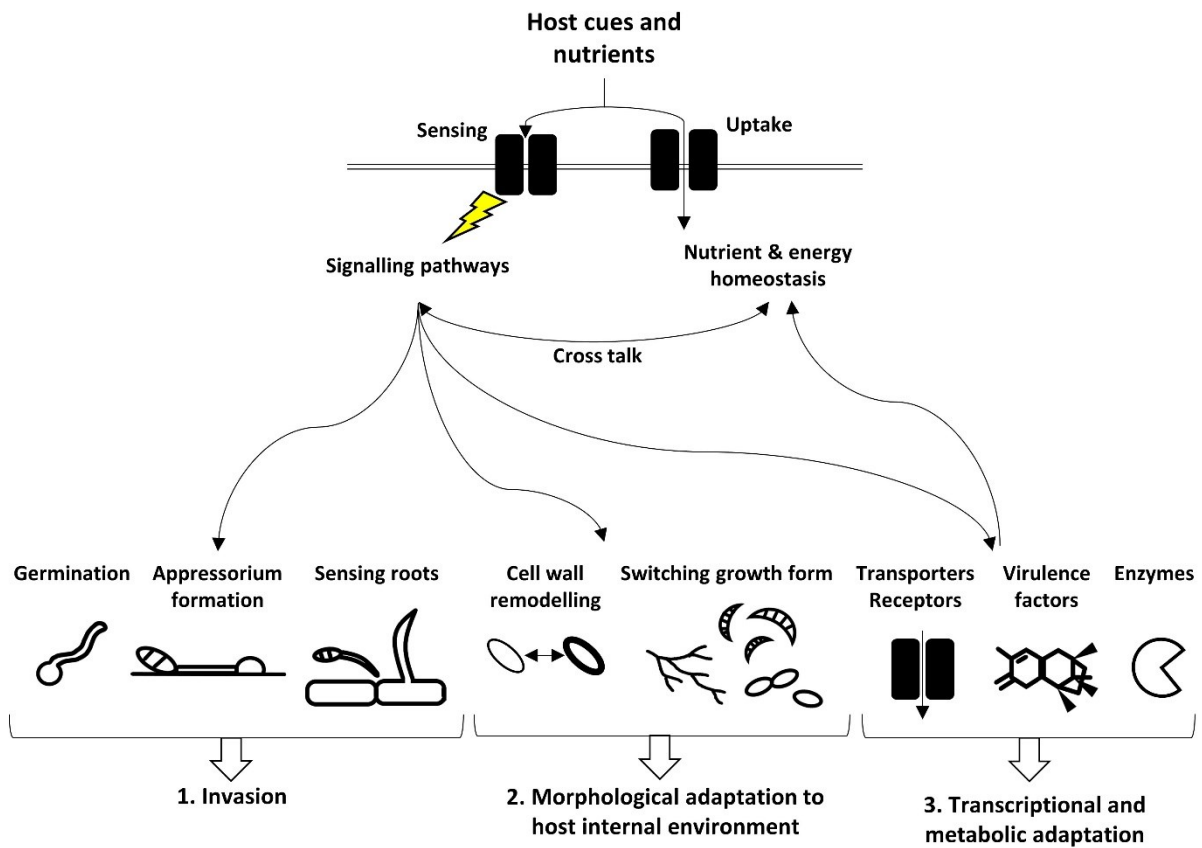 Host cues and
nutrients
Sensing
Uptake
Signalling pathways
Nutrient & energy
homeostasis
Cross talk
Germination
Appressorium
formation
Sensing roots
Cell wall
remodelling
Switching growth form
Transporters
Receptors
Virulence
factors
Enzymes
1. Invasion
2. Morphological adaptation to
host internal environment
3. Transcriptional and
metabolic adaptation